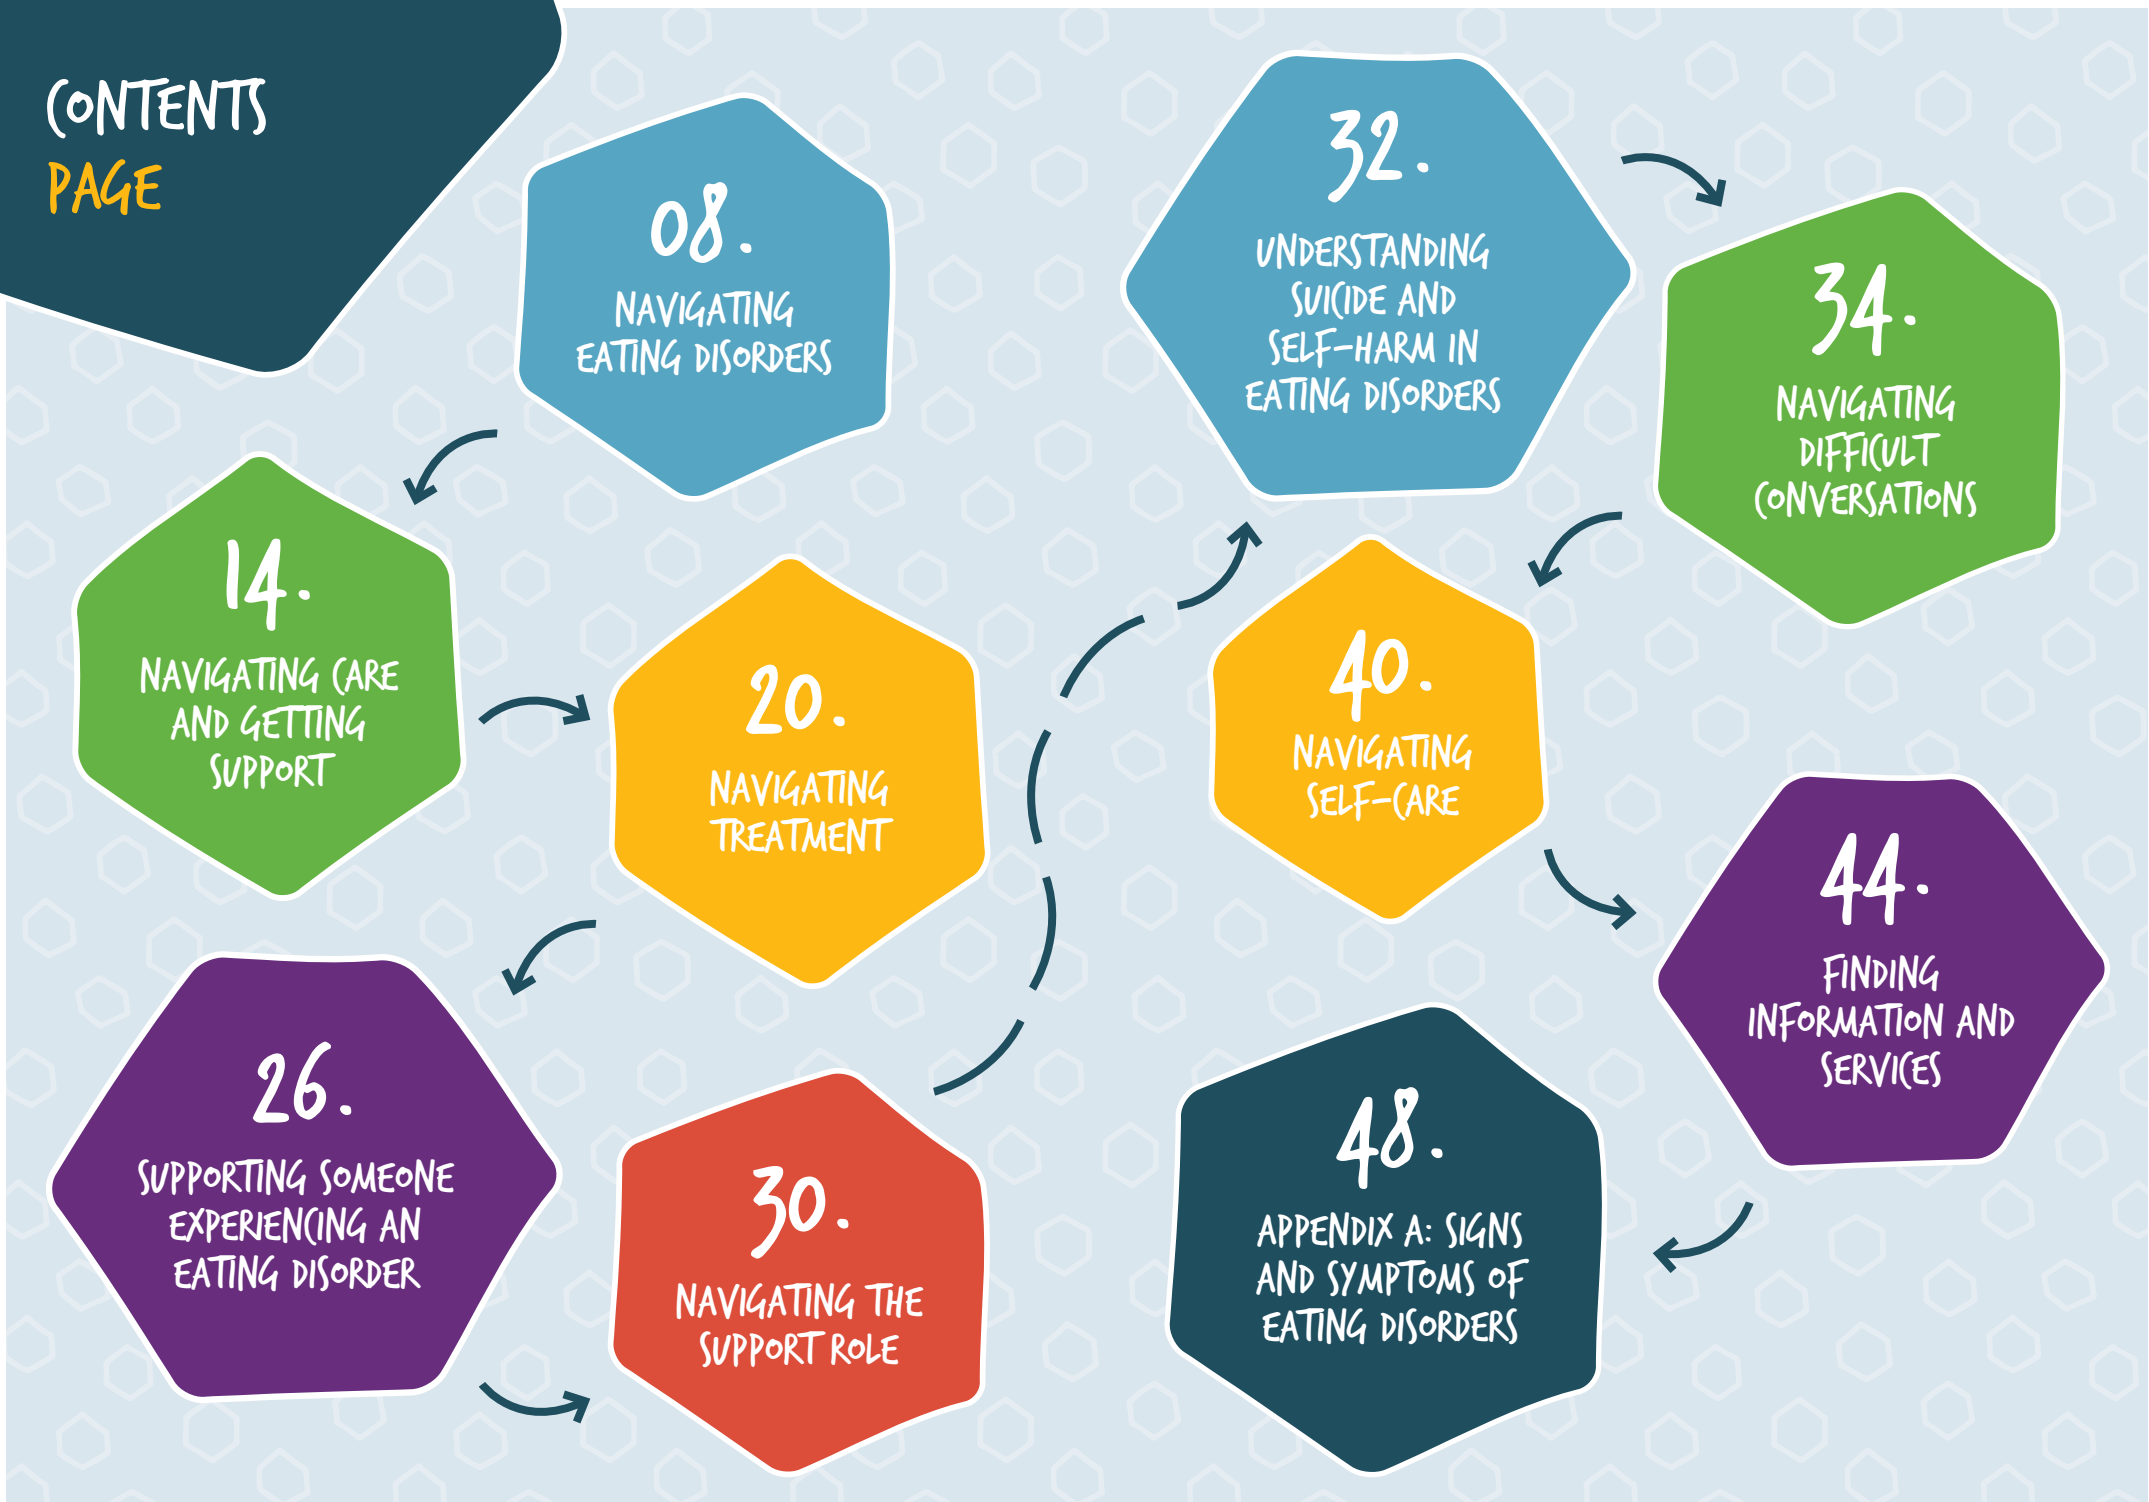 CONTENTS
PAGE
08.
NAVIGATING
EATING DISORDERS
14.
NAVIGATING CARE
AND GETTING
SUPPORT
20.
NAVIGATING
TREATMENT
26.
SUPPORTING SOMEONE
EXPERIENCING AN
EATING DISORDER
30.
NAVIGATING THE
SUPPORT ROLE
32.
UNDERSTANDING
SUICIDE AND
SELF-HARM IN
EATING DISORDERS
34.
NAVIGATING
DIFFICULT
CONVERSATIONS
40.
NAVIGATING
SELF-CARE
44.
FINDING
INFORMATION AND
SERVICES
48.
APPENDIX A: SIGNS
AND SYMPTOMS OF
EATING DISORDERS